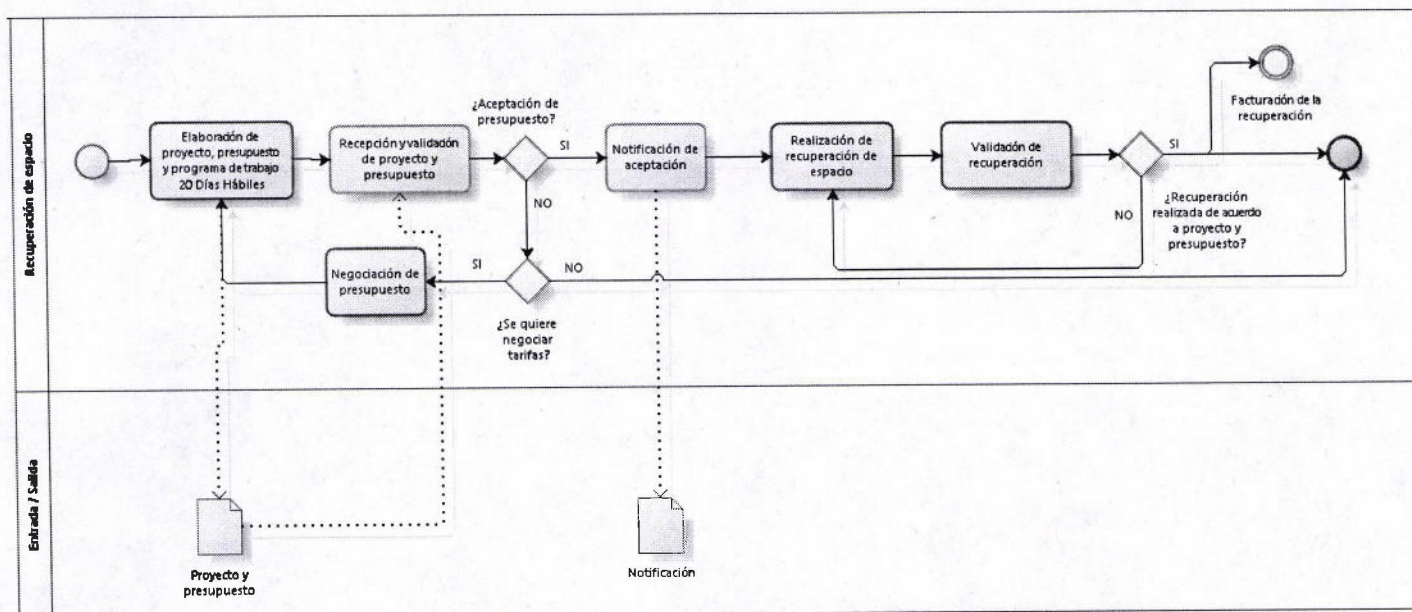 Recuperación de espacio
Elaboración de
proyecto, presupuesto
y programa de trabajo
20 Días Hábiles
Recepción y validación
de proyecto y
presupuesto
¿Aceptación de
presupuesto?
SI
NO
Notificación de
aceptación
Realización de
recuperación de
espacio
Validación de
recuperación
SI
NO
¿Recuperación
realizada de acuerdo
a proyecto y
presupuesto?
Facturación de la
recuperación
Negociación de
presupuesto
SI
NO
¿Se quiere
negociar
tarifas?
Entrada / Salida
Proyecto y
presupuesto
Notificación